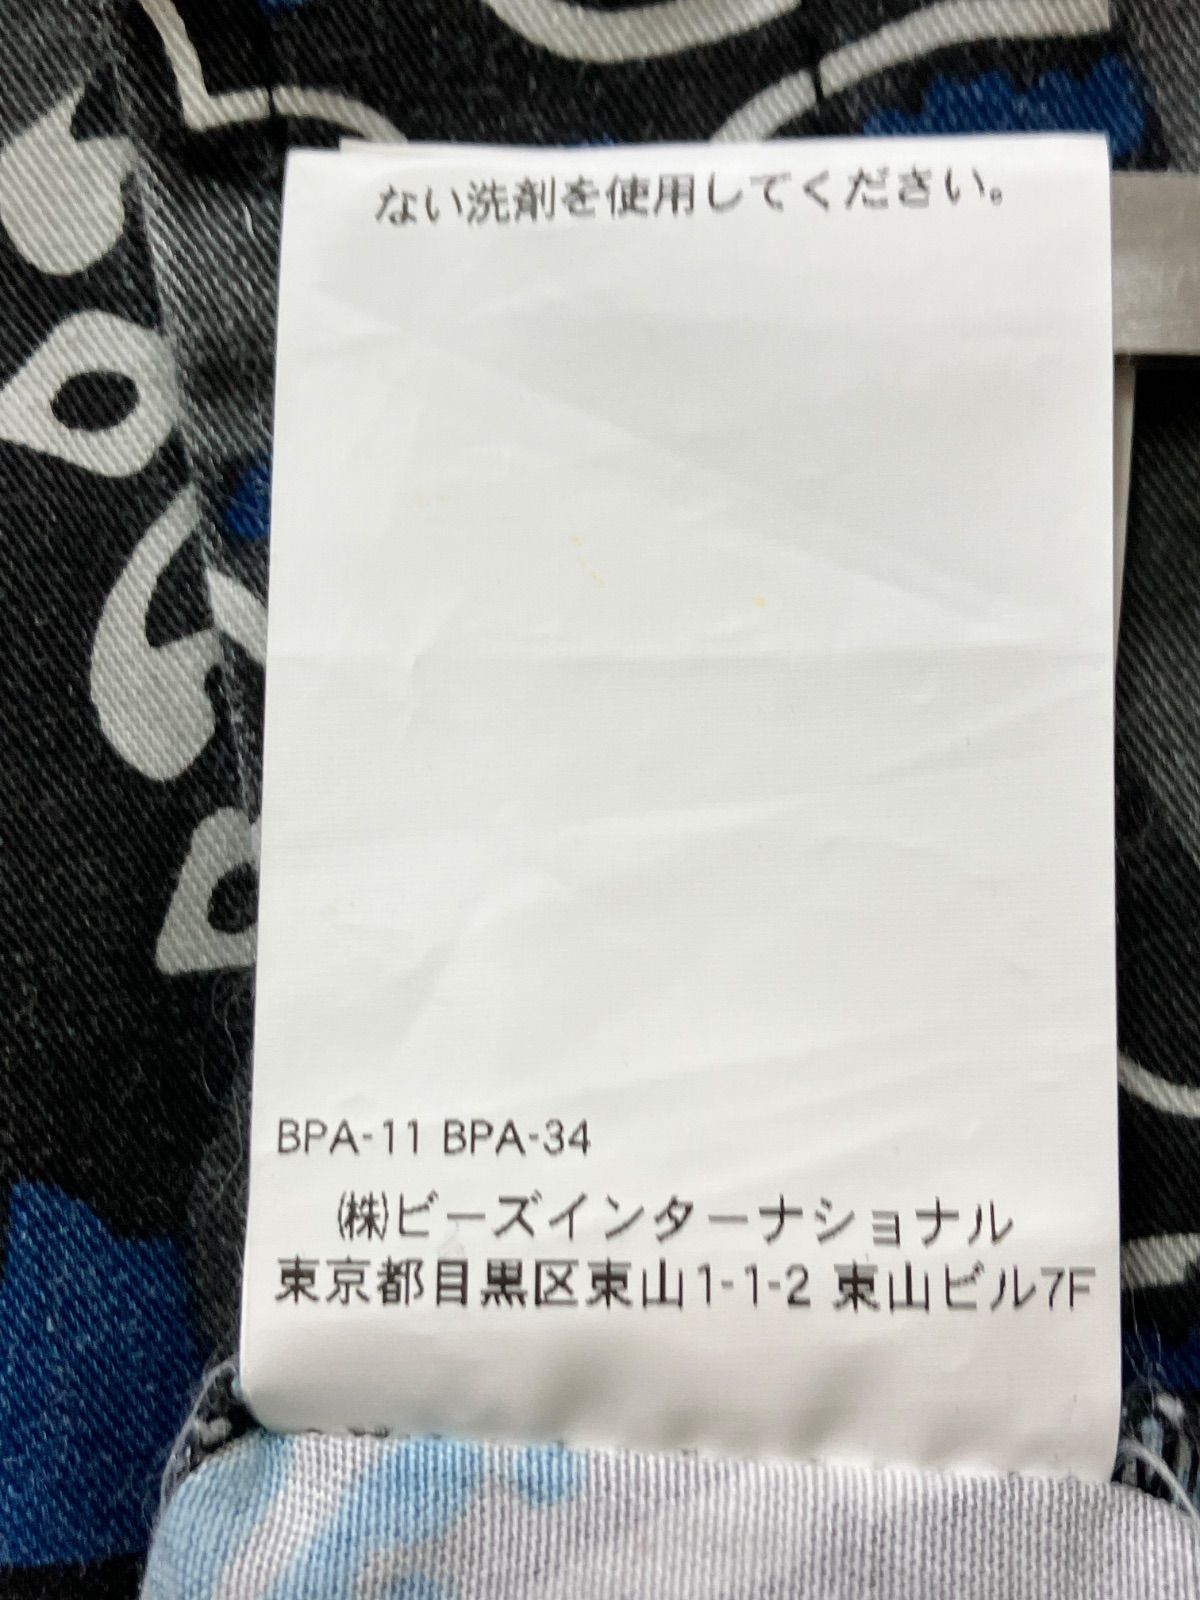 ない洗剤を使用してください。
BPA-11 BPA-34
㈱ビーズインターナショナル
東京都目黒区東山1-1-2 東山ビル7F